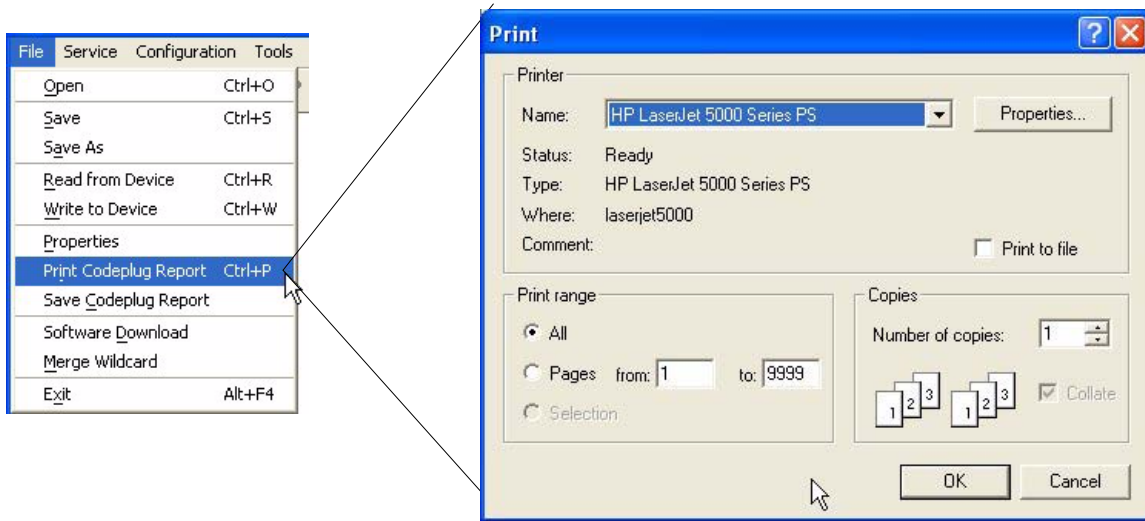 File Service Configuration Tools
Open Ctrl+O
Save Ctrl+S
Save As
Read from Device Ctrl+R
Write to Device Ctrl+W
Properties
Print Codeplug Report Ctrl+P
Save Codeplug Report
Software Download
Merge Wildcard
Exit Alt+F4
Print
Printer
Name: HP LaserJet 5000 Series PS Properties...
Status: Ready
Type: HP LaserJet 5000 Series PS
Where: laserjet5000
Comment: Print to file
Print range
All
Pages from: 1 to: 9999
Selection
Copies
Number of copies: 1
1 2 3 1 2 3 Collate
OK Cancel